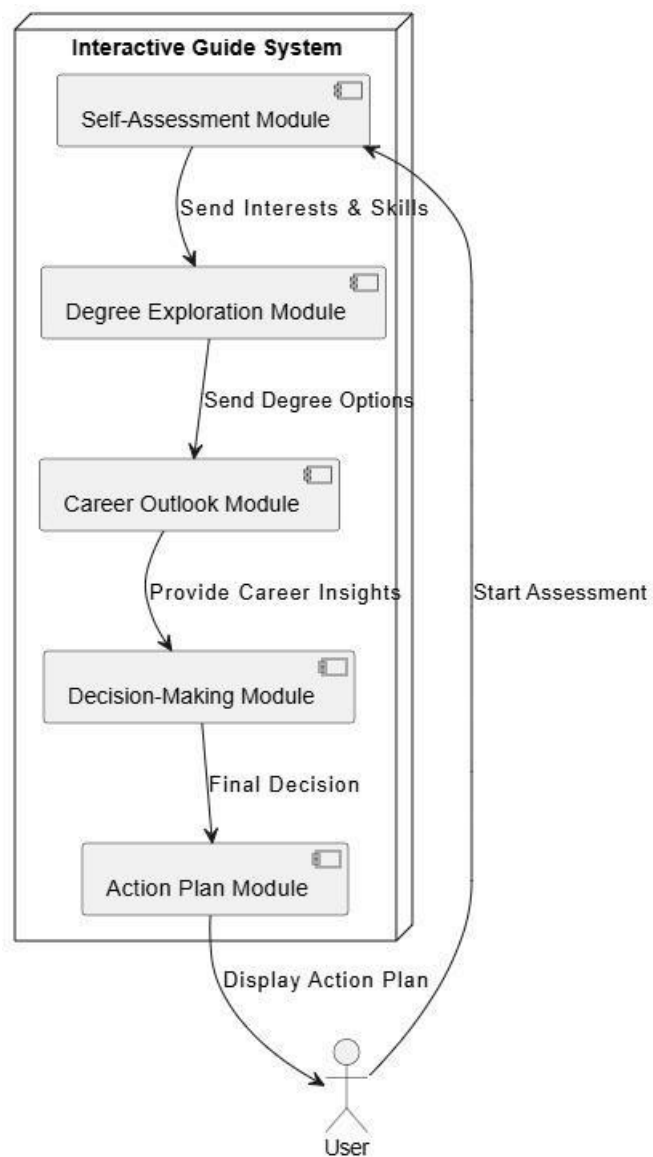 Interactive Guide System
Self-Assessment Module
Send Interests & Skills
Degree Exploration Module
Send Degree Options
Career Outlook Module
Provide Career Insights
Start Assessment
Decision-Making Module
Final Decision
Action Plan Module
Display Action Plan
User